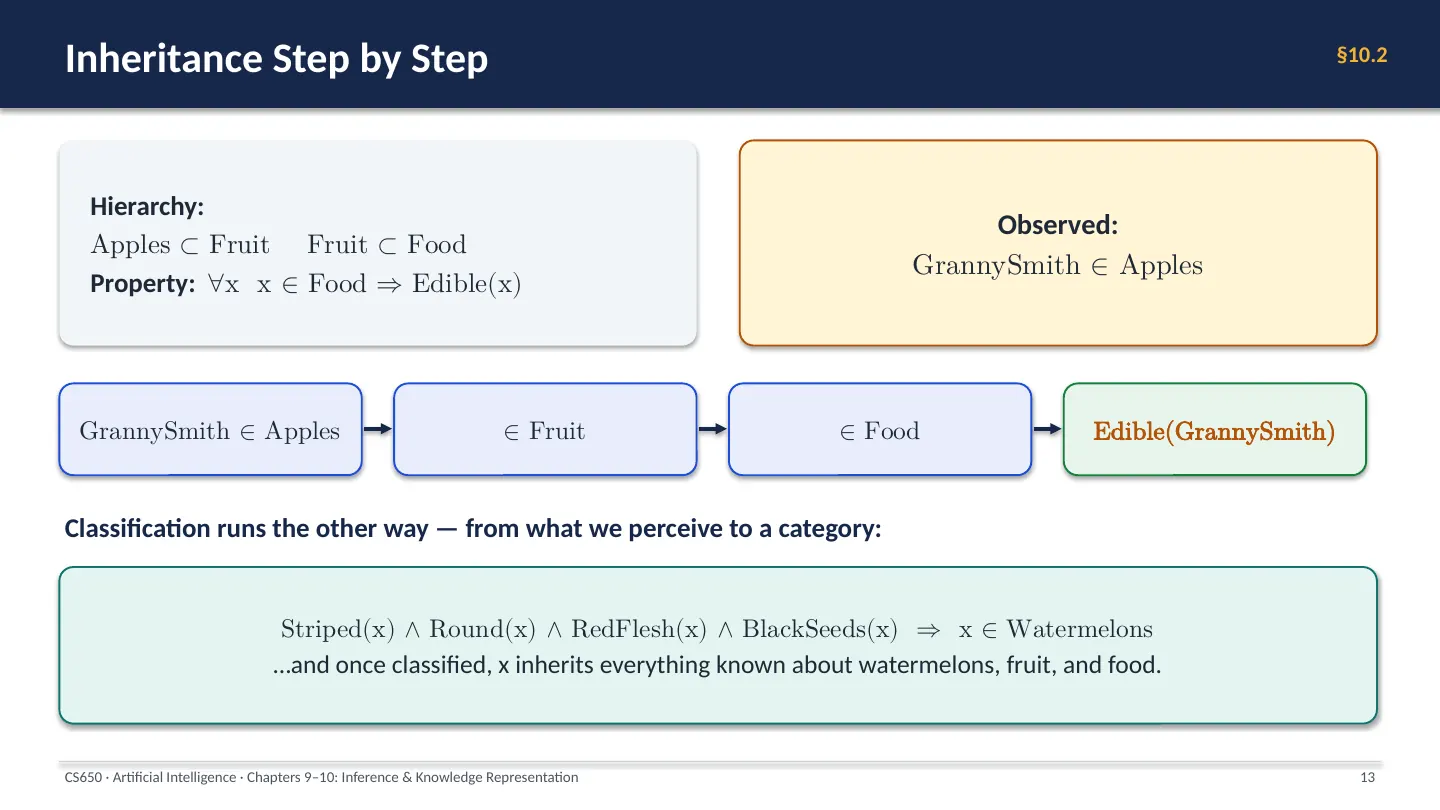 Inheritance Step by Step
§10.2
Hierarchy:
Apples ⊂ Fruit Fruit ⊂ Food
Property: ∀x x ∈ Food ⇒ Edible(x)
Observed:
GrannySmith ∈ Apples
GrannySmith ∈ Apples
∈ Fruit
∈ Food
Edible(GrannySmith)
Classification runs the other way — from what we perceive to a category:
Striped(x) ∧ Round(x) ∧ RedFlesh(x) ∧ BlackSeeds(x) ⇒ x ∈ Watermelons
…and once classified, x inherits everything known about watermelons, fruit, and food.
CS650 · Artificial Intelligence · Chapters 9–10: Inference & Knowledge Representation
13